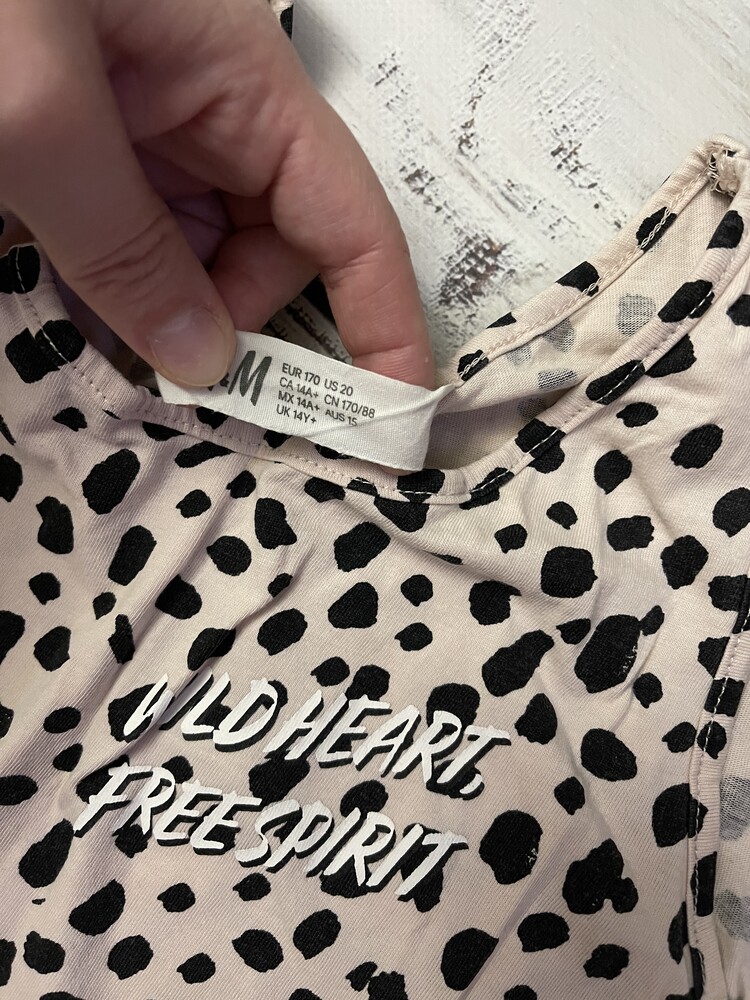 &M
EUR 170 US 20
CA 14A+ CN 170/88
MX 14A+ AUS 15
UK 14Y+
WILD HEART,
FREE SPIRIT